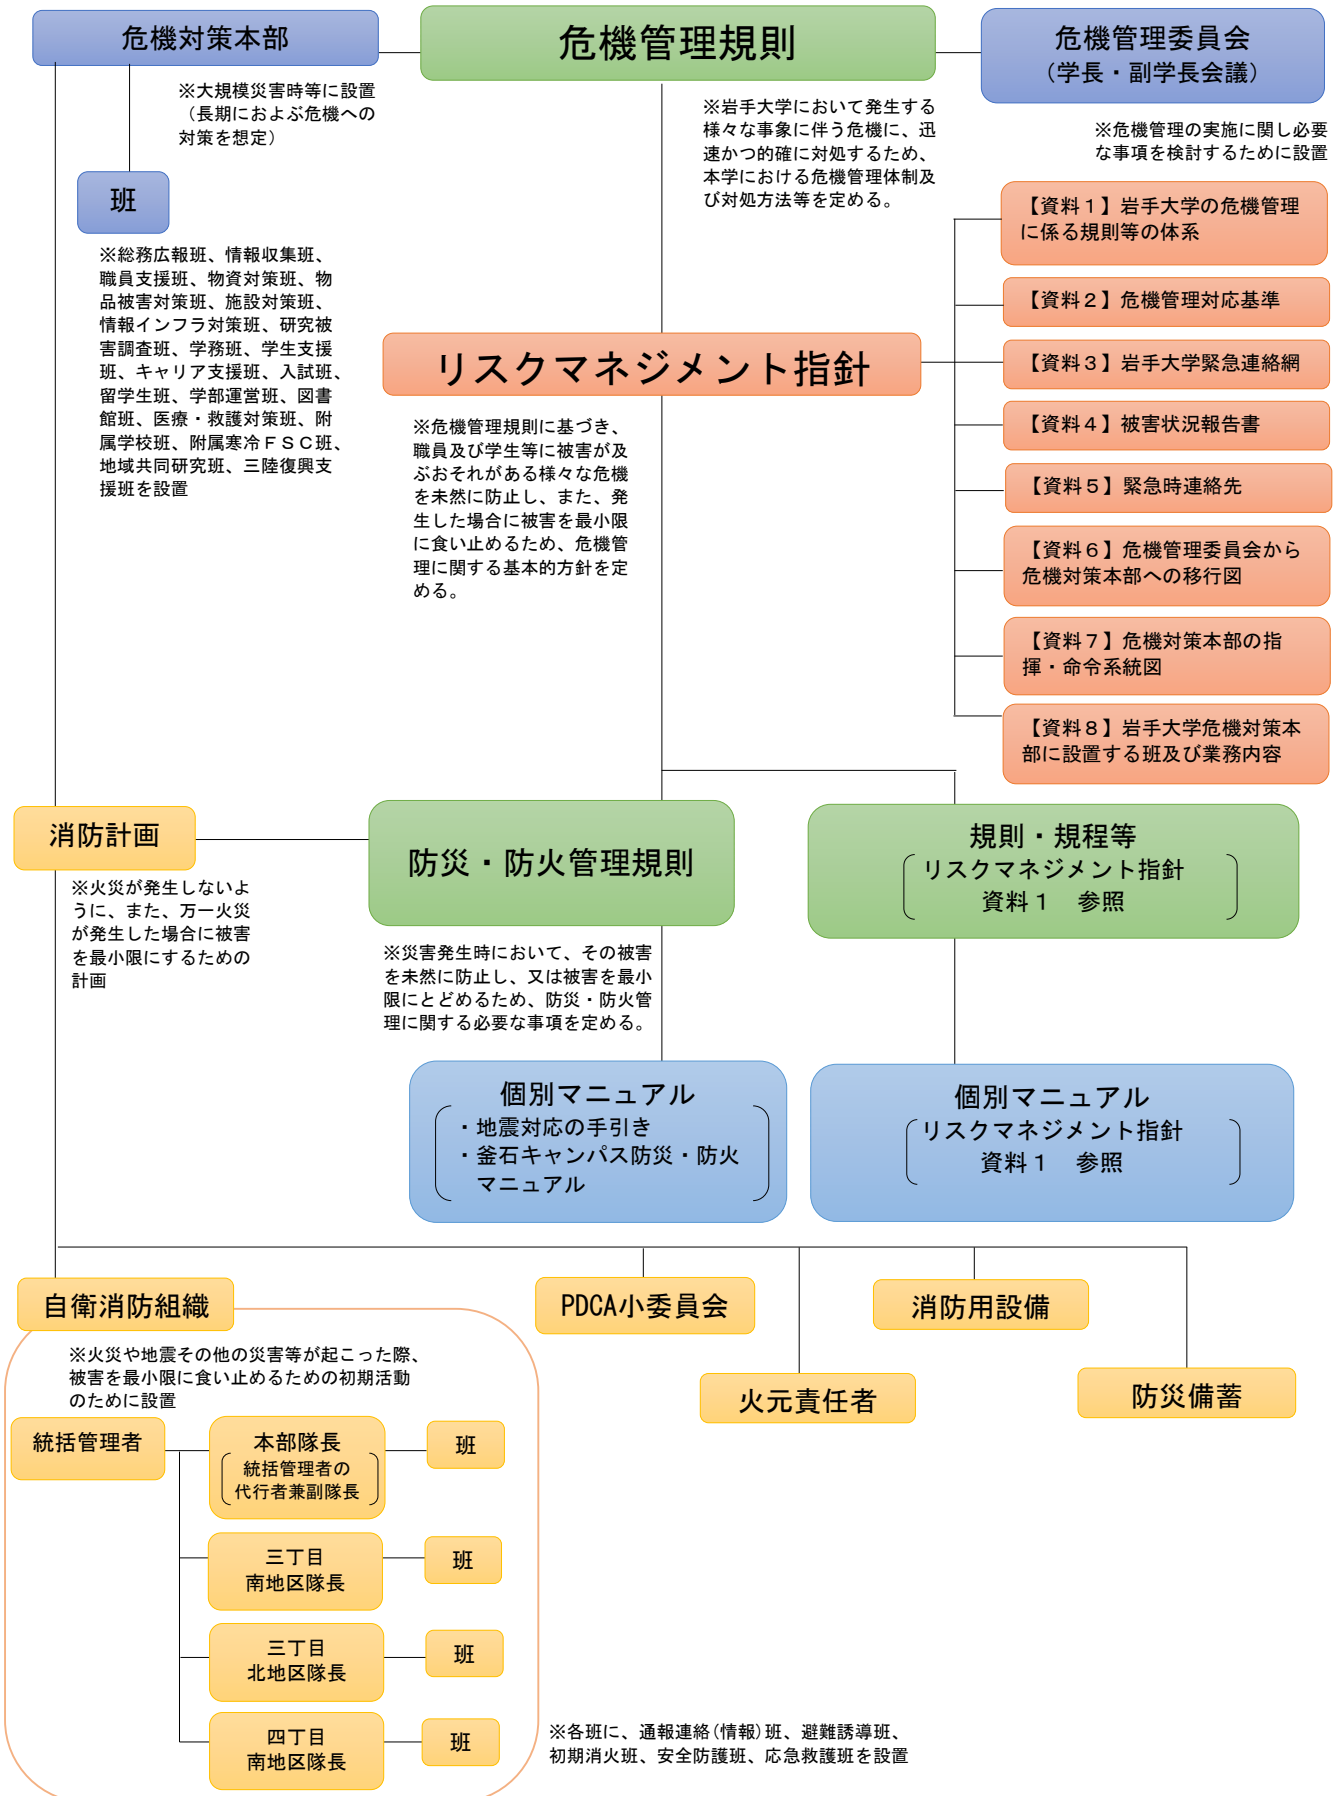 危機対策本部
※大規模災害時等に設置
（長期におよぶ危機への
対策を想定）
班
※総務広報班、情報収集班、
職員支援班、物資対策班、物
品被害対策班、施設対策班、
情報インフラ対策班、研究被
害調査班、学務班、学生支援
班、キャリア支援班、入試班、
留学生班、学部運営班、図書
館班、医療・救護対策班、附
属学校班、附属寒冷ＦＳＣ班、
地域共同研究班、三陸復興支
援班を設置
危機管理規則
※岩手大学において発生する
様々な事象に伴う危機に、迅
速かつ的確に対処するため、
本学における危機管理体制及
び対処方法等を定める。
危機管理委員会
（学長・副学長会議）
※危機管理の実施に関し必要
な事項を検討するために設置
リスクマネジメント指針
※危機管理規則に基づき、
職員及び学生等に被害が及
ぶおそれがある様々な危機
を未然に防止し、また、発
生した場合に被害を最小限
に食い止めるため、危機管
理に関する基本的方針を定
める。
【資料１】岩手大学の危機管理
に係る規則等の体系
【資料２】危機管理対応基準
【資料３】岩手大学緊急連絡網
【資料４】被害状況報告書
【資料５】緊急時連絡先
【資料６】危機管理委員会から
危機対策本部への移行図
【資料７】危機対策本部の指
揮・命令系統図
【資料８】岩手大学危機対策本
部に設置する班及び業務内容
消防計画
※火災が発生しないよ
うに、また、万一火災
が発生した場合に被害
を最小限にするための
計画
防災・防火管理規則
※災害発生時において、その被害
を未然に防止し、又は被害を最小
限にとどめるため、防災・防火管
理に関する必要な事項を定める。
規則・規程等
リスクマネジメント指針
資料１　参照
個別マニュアル
・地震対応の手引き
・釜石キャンパス防災・防火
マニュアル
個別マニュアル
リスクマネジメント指針
資料１　参照
自衛消防組織
※火災や地震その他の災害等が起こった際、
被害を最小限に食い止めるための初期活動
のために設置
PDCA小委員会
火元責任者
消防用設備
防災備蓄
統括管理者
本部隊長
統括管理者の
代行者兼副隊長
班
三丁目
南地区隊長
班
三丁目
北地区隊長
班
四丁目
南地区隊長
班
※各班に、通報連絡(情報)班、避難誘導班、
初期消火班、安全防護班、応急救護班を設置